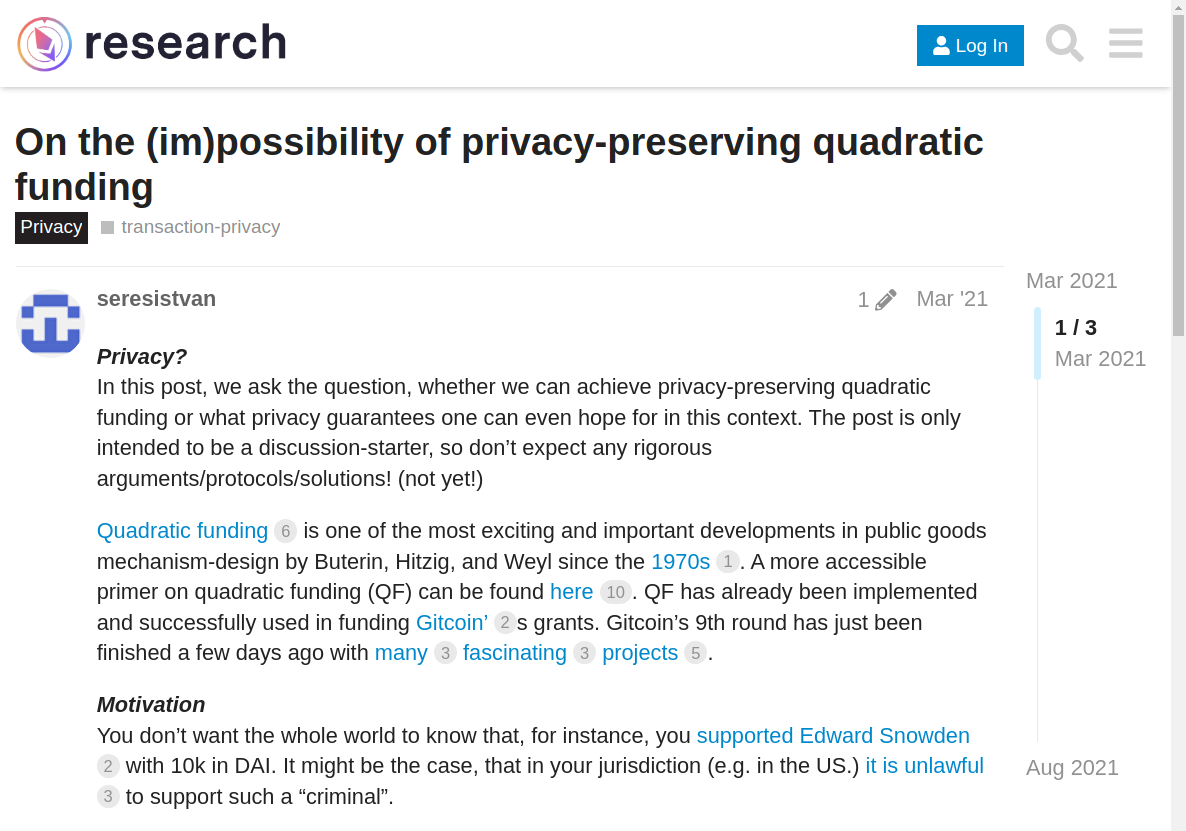 research
Log In
On the (im)possibility of privacy-preserving quadratic
funding
Privacy transaction-privacy
seresistvan 1 Mar '21
Privacy?
In this post, we ask the question, whether we can achieve privacy-preserving quadratic
funding or what privacy guarantees one can even hope for in this context. The post is only
intended to be a discussion-starter, so don’t expect any rigorous
arguments/protocols/solutions! (not yet!)
Quadratic funding 6 is one of the most exciting and important developments in public goods
mechanism-design by Buterin, Hitzig, and Weyl since the 1970s 1. A more accessible
primer on quadratic funding (QF) can be found here 10. QF has already been implemented
and successfully used in funding Gitcoin’ 2s grants. Gitcoin’s 9th round has just been
finished a few days ago with many 3 fascinating 3 projects 5.
Motivation
You don’t want the whole world to know that, for instance, you supported Edward Snowden
2 with 10k in DAI. It might be the case, that in your jurisdiction (e.g. in the US.) it is unlawful
3 to support such a “criminal”.
Mar 2021
1 / 3
Mar 2021
Aug 2021